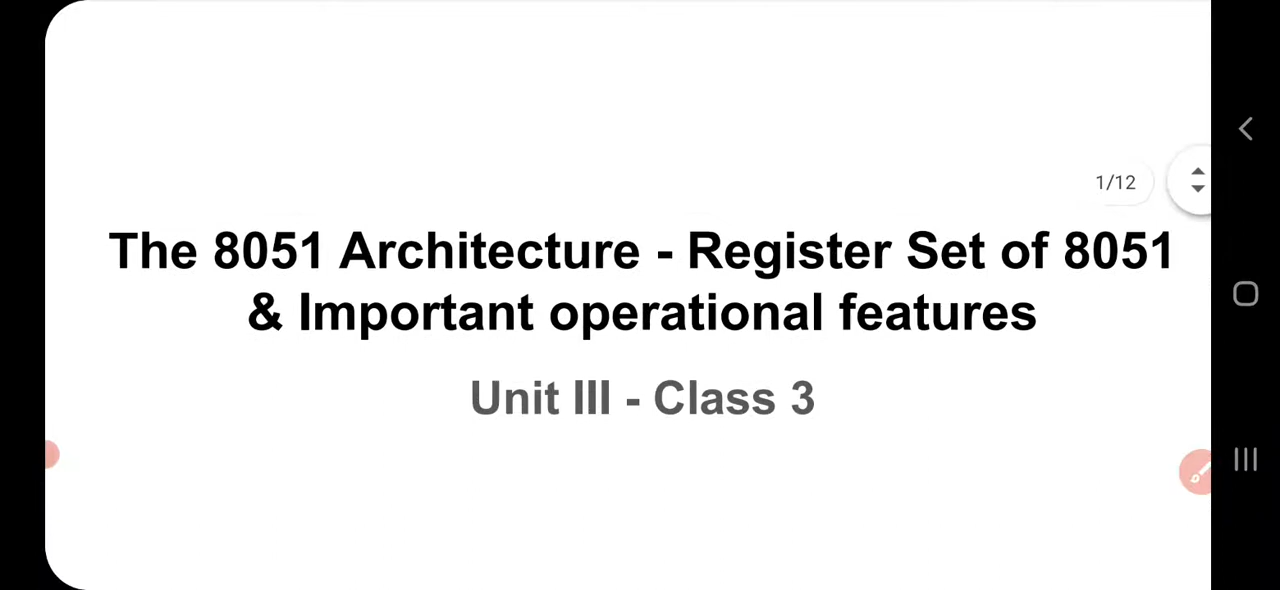 1/12
The 8051 Architecture - Register Set of 8051
& Important operational features
Unit III - Class 3